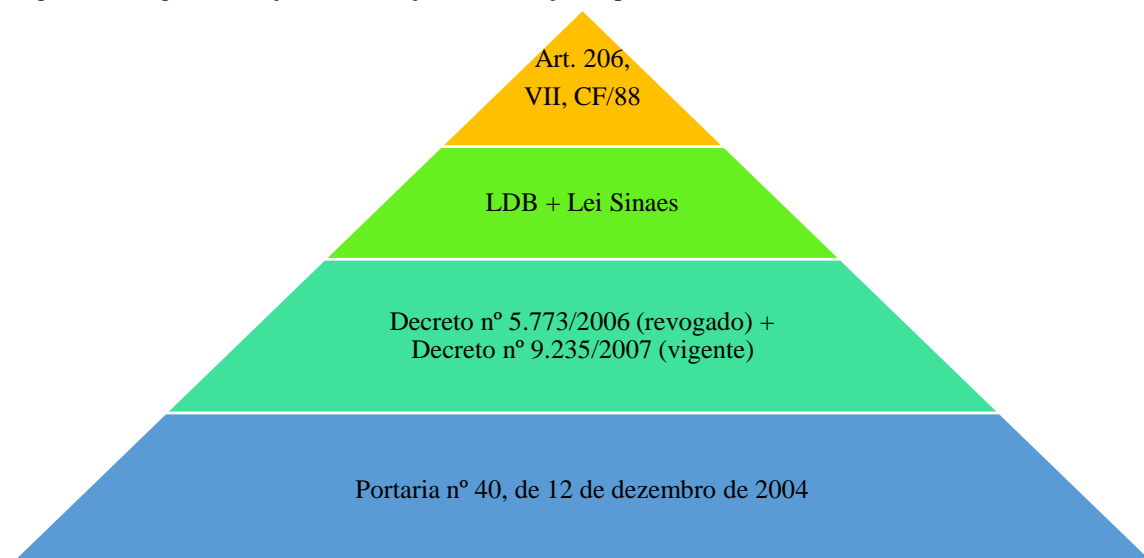 Art. 206,
VII, CF/88
LDB + Lei Sinaes
Decreto nº 5.773/2006 (revogado) +
Decreto nº 9.235/2007 (vigente)
Portaria nº 40, de 12 de dezembro de 2004